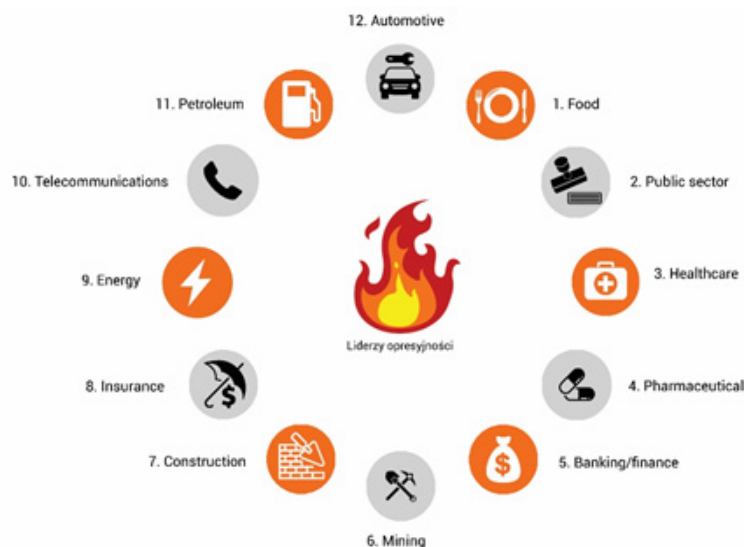 12. Automotive
1. Food
2. Public sector
3. Healthcare
4. Pharmaceutical
5. Banking/finance
6. Mining
7. Construction
8. Insurance
9. Energy
10. Telecommunications
11. Petroleum
Liderzy opresyjności
$
$